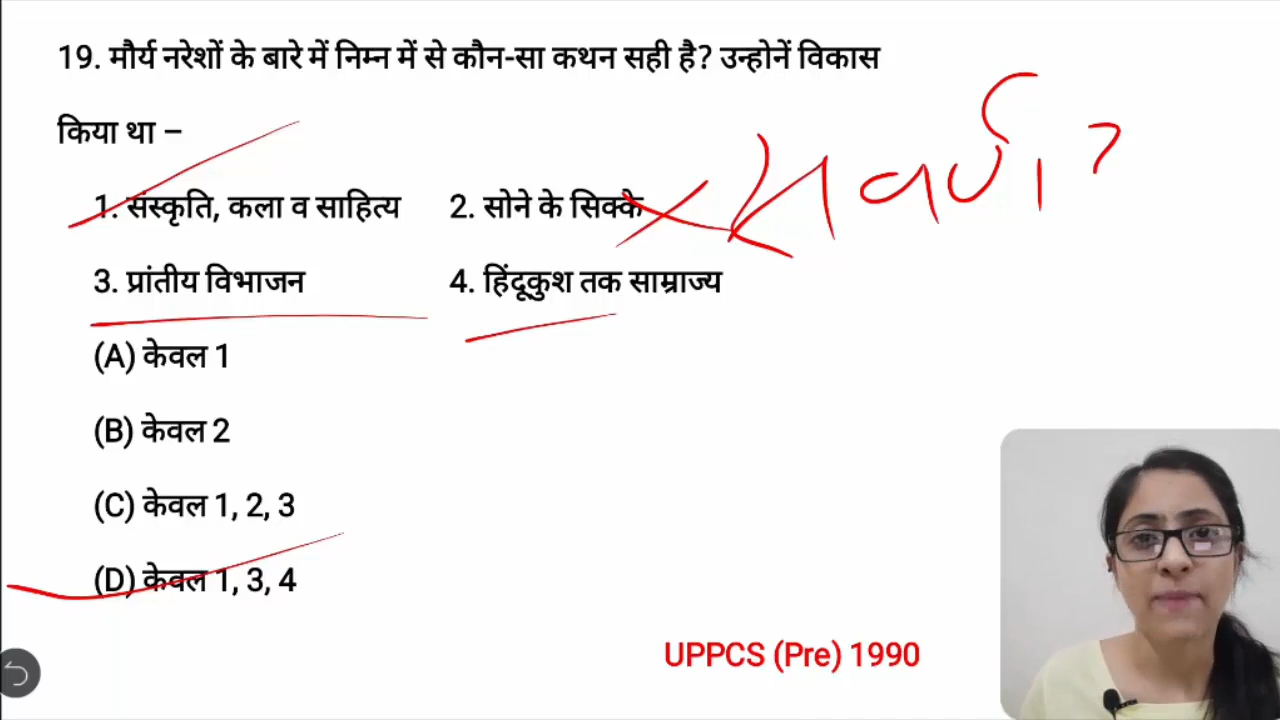 19. मौर्य नरेशों के बारे में निम्न में से कौन-सा कथन सही है? उन्होनें विकास
किया था –
1. संस्कृति, कला व साहित्य 2. सोने के सिक्के
3. प्रांतीय विभाजन 4. हिंदूकुश तक साम्राज्य
(A) केवल 1
(B) केवल 2
(C) केवल 1, 2, 3
(D) केवल 1, 3, 4
UPPCS (Pre) 1990